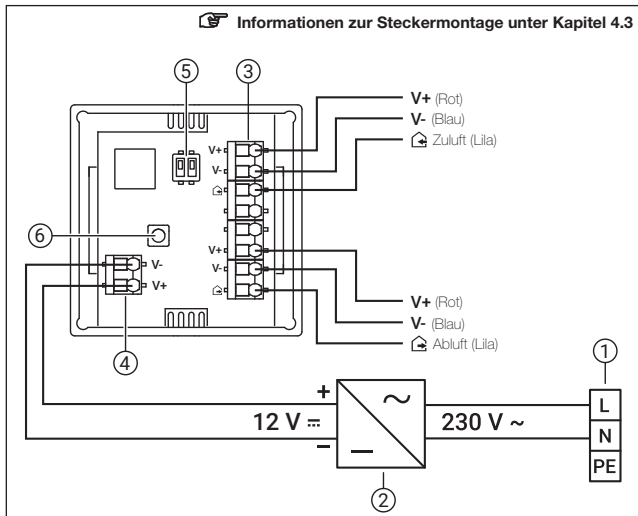 Informationen zur Steckermontage unter Kapitel 4.3
5
3
V+ (Rot)
V- (Blau)
Zuluft (Lila)
V+
V-
6
V+
V-
V-
V+
4
V+ (Rot)
V- (Blau)
Abluft (Lila)
1
+
12 V ⎓
–
~
–
230 V ~
L
N
PE
2